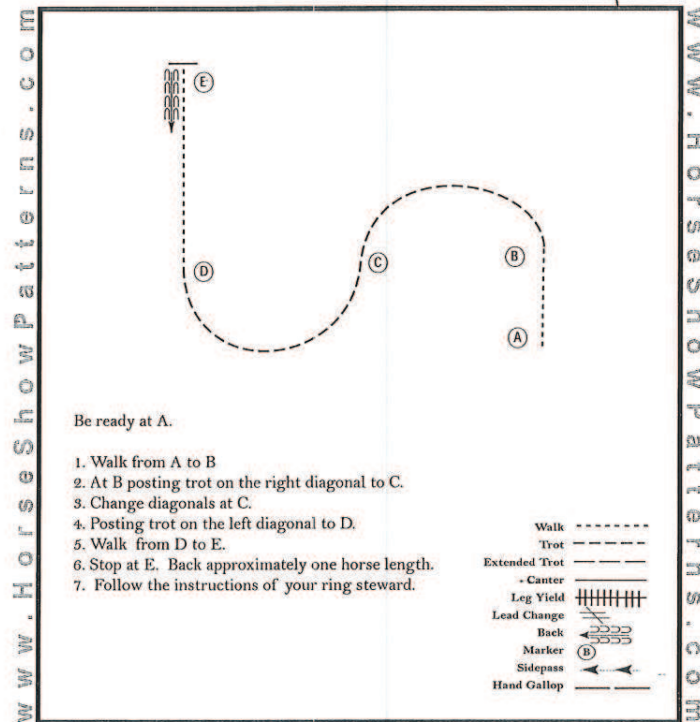 www.HorseShowPatterns.com
www.HorseShowPatterns.com
E
D
C
B
A
Be ready at A.
1. Walk from A to B
2. At B posting trot on the right diagonal to C.
3. Change diagonals at C.
4. Posting trot on the left diagonal to D.
5. Walk from D to E.
6. Stop at E. Back approximately one horse length.
7. Follow the instructions of your ring steward.
Walk
Trot
Extended Trot
Canter
Leg Yield
Lead Change
Back
Marker B
Sidepass
Hand Gallop